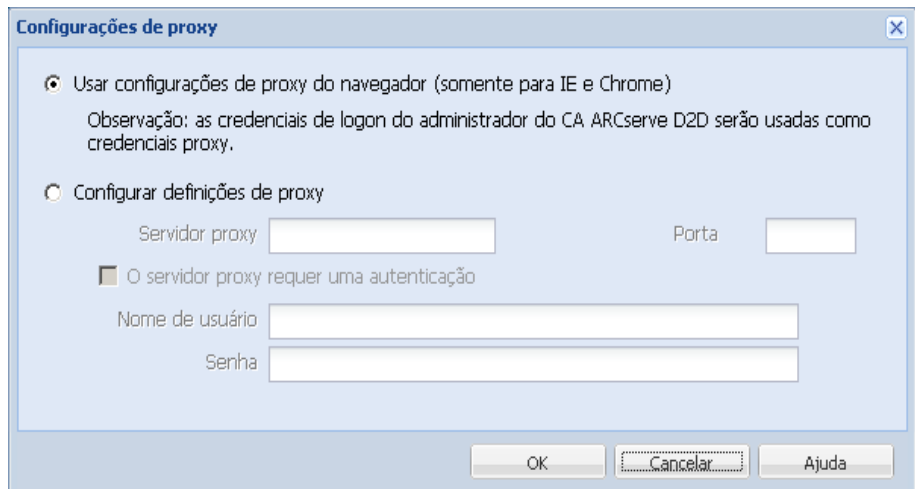 Configurações de proxy
Usar configurações de proxy do navegador (somente para IE e Chrome)
Observação: as credenciais de logon do administrador do CA ARCserve D2D serão usadas como
credenciais proxy.
Configurar definições de proxy
Servidor proxy Porta
O servidor proxy requer uma autenticação
Nome de usuário
Senha
OK Cancelar Ajuda